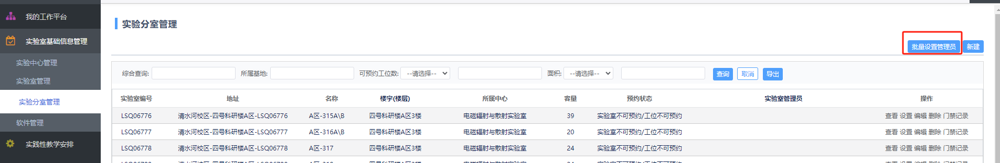 我的工作平台
实验室基础信息管理
实验中心管理
实验室管理
实验分室管理
软件管理
实践性教学安排
实验分室管理
批量设置管理员 新建
综合查询: 所属基地: 可预约工位数: --请选择-- 面积: --请选择-- 查询 取消 导出
实验室编号 地址 名称 楼宇(楼层) 所属中心 容量 预约状态 实验室管理员 操作
LSQ06776 清水河校区-四号科研楼A区-LSQ06776 A区-315A\B 四号科研楼A区3楼 电磁辐射与散射实验室 39 实验室不可预约/工位不可预约 查看 设置 编辑 删除 门禁记录
LSQ06777 清水河校区-四号科研楼A区-LSQ06777 A区-316A\B 四号科研楼A区3楼 电磁辐射与散射实验室 20 实验室不可预约/工位不可预约 查看 设置 编辑 删除 门禁记录
LSQ06778 清水河校区-四号科研楼A区-LSQ06778 A区-317 四号科研楼A区3楼 电磁辐射与散射实验室 24 实验室不可预约/工位不可预约 查看 设置 编辑 删除 门禁记录